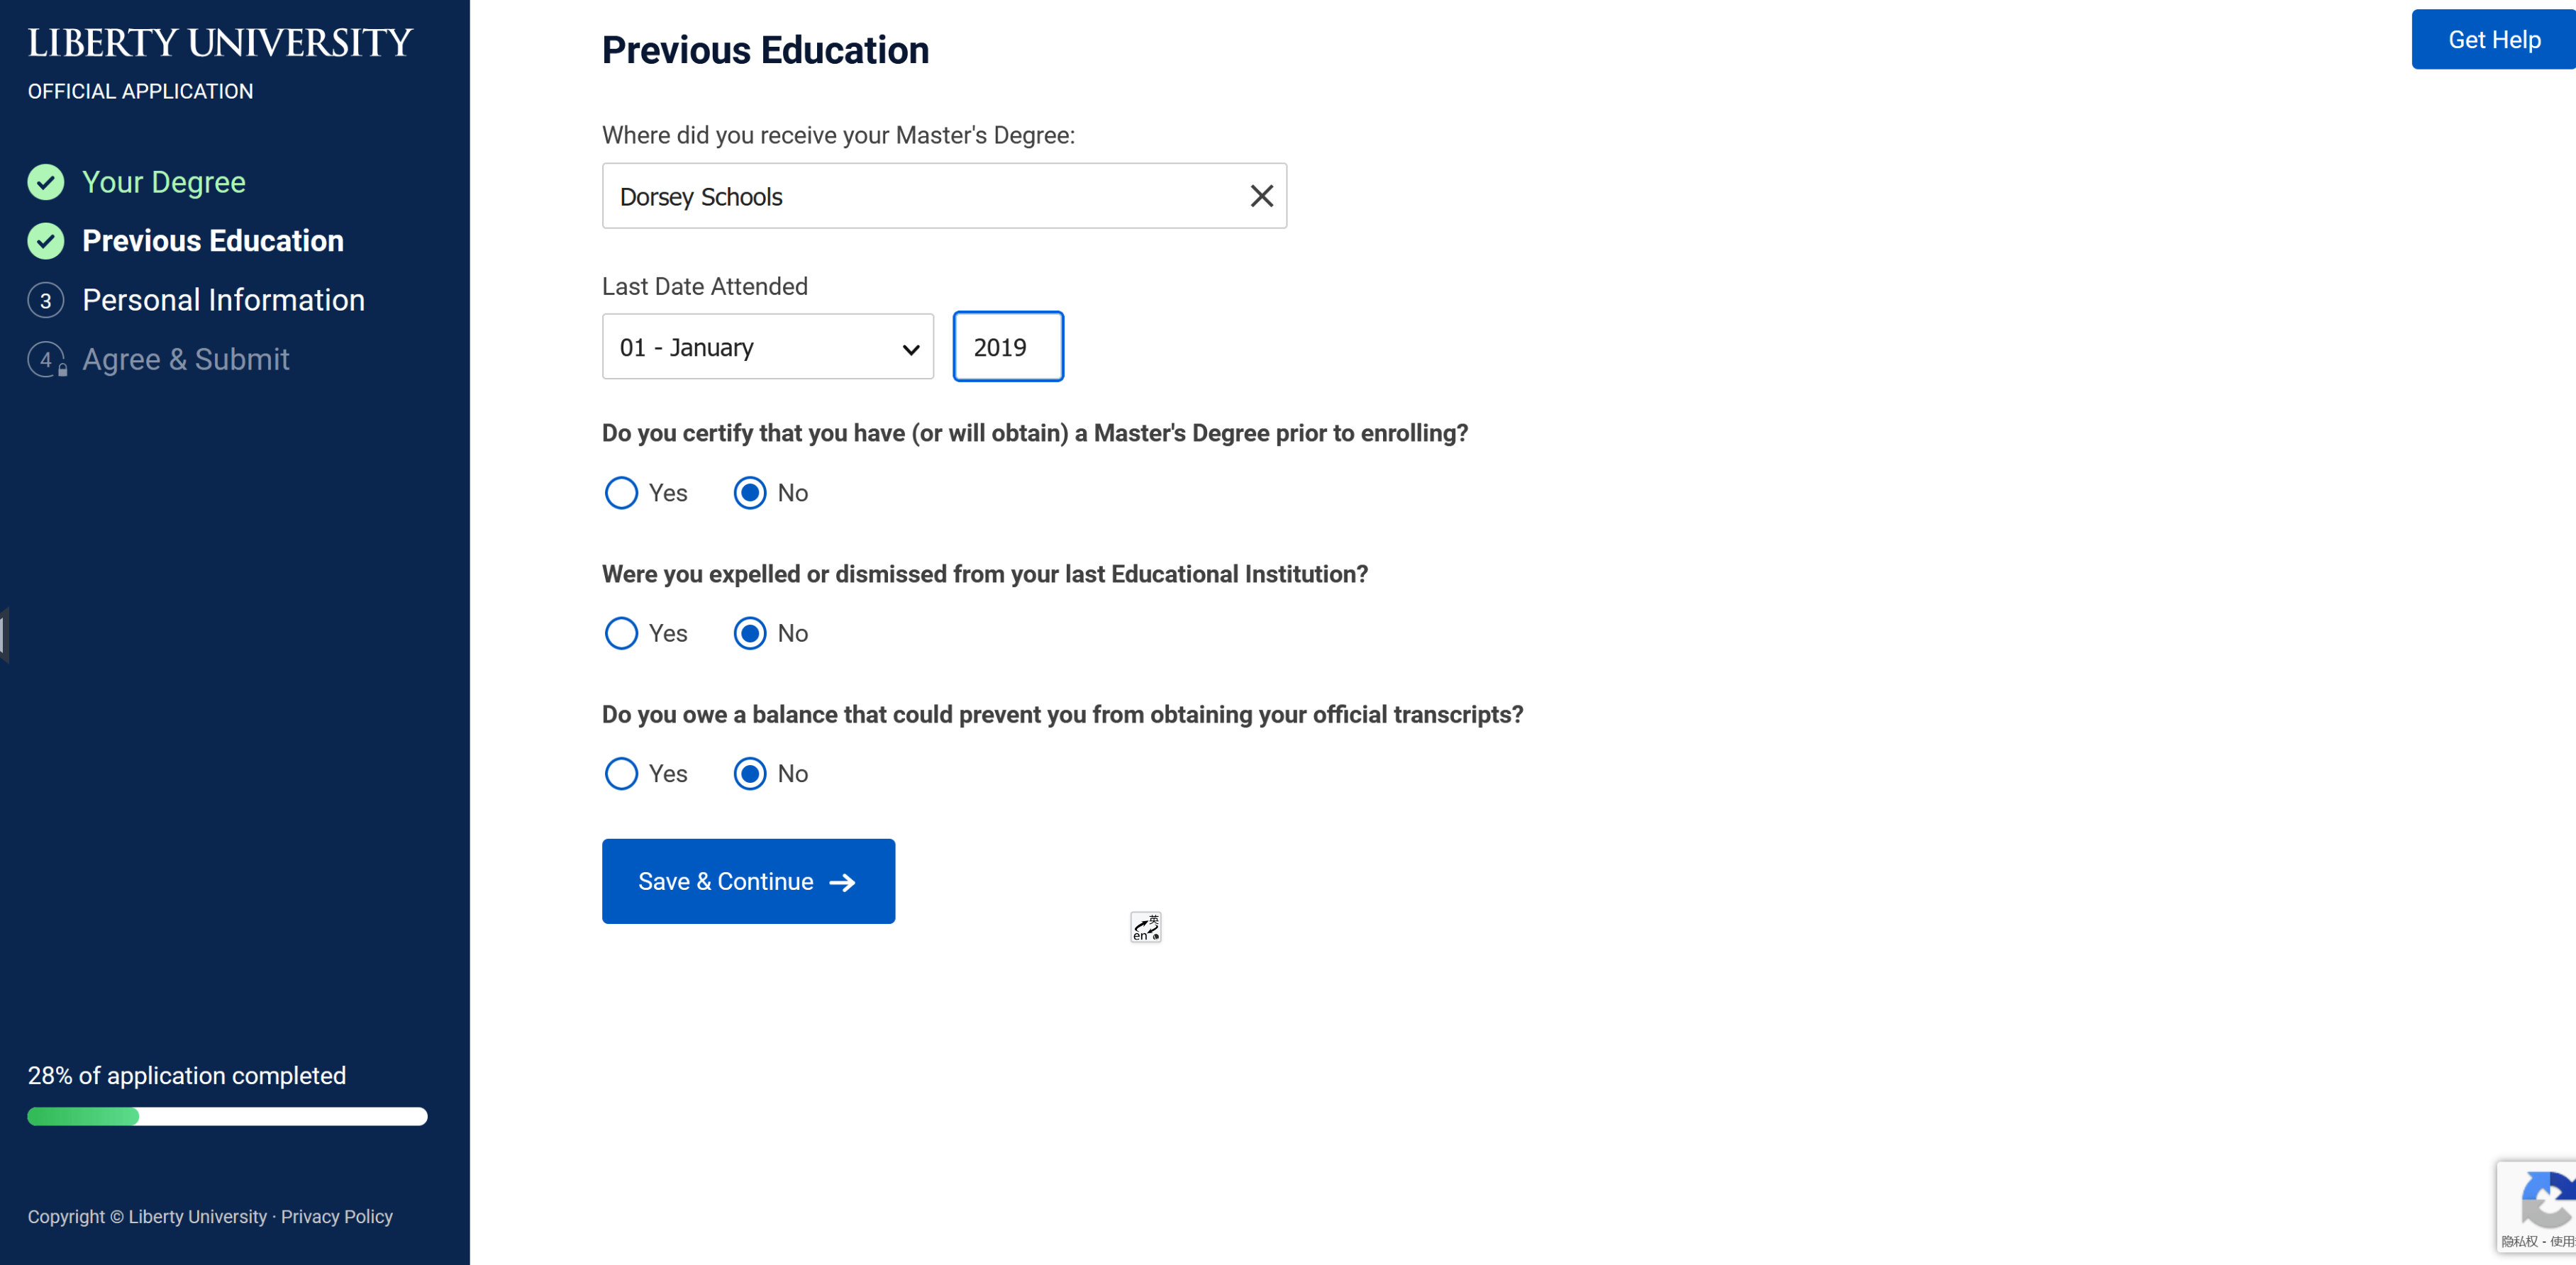 LIBERTY UNIVERSITY
OFFICIAL APPLICATION
Your Degree
Previous Education
3 Personal Information
4 Agree & Submit
28% of application completed
Copyright © Liberty University · Privacy Policy
Previous Education
Get Help
Where did you receive your Master's Degree:
Dorsey Schools
Last Date Attended
01 - January
2019
Do you certify that you have (or will obtain) a Master's Degree prior to enrolling?
Yes No
Were you expelled or dismissed from your last Educational Institution?
Yes No
Do you owe a balance that could prevent you from obtaining your official transcripts?
Yes No
Save & Continue
英
en
隐私权 - 使用